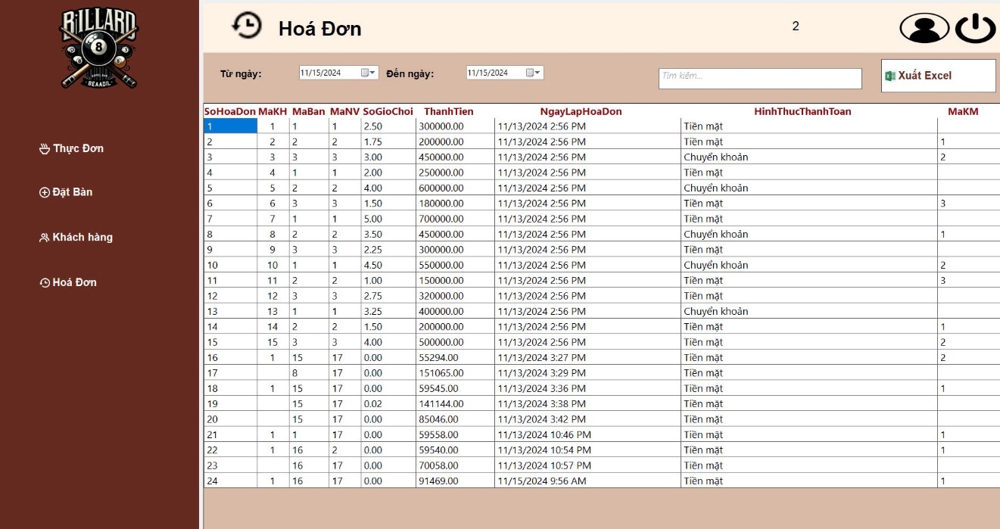 BiLLARD
8
BEAADIL
Hoá Đơn
2
Từ ngày:
11/15/2024
Đến ngày:
11/15/2024
Tìm kiếm...
Xuất Excel
Thực Đơn
Đặt Bàn
Khách hàng
Hoá Đơn
SoHoaDon MaKH MaBan MaNV SoGioChoi ThanhTien NgayLapHoaDon HinhThucThanhToan MaKM
1 1 1 1 2.50 300000.00 11/13/2024 2:56 PM Tiền mặt
2 2 2 2 1.75 200000.00 11/13/2024 2:56 PM Tiền mặt 1
3 3 3 3 3.00 450000.00 11/13/2024 2:56 PM Chuyển khoản 2
4 4 1 1 2.00 250000.00 11/13/2024 2:56 PM Tiền mặt
5 5 2 2 4.00 600000.00 11/13/2024 2:56 PM Chuyển khoản
6 6 3 3 1.50 180000.00 11/13/2024 2:56 PM Tiền mặt 3
7 7 1 1 5.00 700000.00 11/13/2024 2:56 PM Tiền mặt
8 8 2 2 3.50 450000.00 11/13/2024 2:56 PM Chuyển khoản 1
9 9 3 3 2.25 300000.00 11/13/2024 2:56 PM Tiền mặt
10 10 1 1 4.50 550000.00 11/13/2024 2:56 PM Chuyển khoản 2
11 11 2 2 1.00 150000.00 11/13/2024 2:56 PM Tiền mặt 3
12 12 3 3 2.75 320000.00 11/13/2024 2:56 PM Tiền mặt
13 13 1 1 3.25 400000.00 11/13/2024 2:56 PM Chuyển khoản
14 14 2 2 1.50 200000.00 11/13/2024 2:56 PM Tiền mặt 1
15 15 3 3 4.00 500000.00 11/13/2024 2:56 PM Tiền mặt 2
16 1 15 17 0.00 55294.00 11/13/2024 3:27 PM Tiền mặt 2
17 8 17 0.00 151065.00 11/13/2024 3:29 PM Tiền mặt
18 1 15 17 0.00 59545.00 11/13/2024 3:36 PM Tiền mặt 1
19 15 17 0.02 141144.00 11/13/2024 3:38 PM Tiền mặt
20 15 17 0.00 85046.00 11/13/2024 3:42 PM Tiền mặt
21 1 1 17 0.00 59558.00 11/13/2024 10:46 PM Tiền mặt 1
22 1 16 2 0.00 59540.00 11/13/2024 10:54 PM Tiền mặt 1
23 16 17 0.00 70058.00 11/13/2024 10:57 PM Tiền mặt
24 1 16 17 0.00 91469.00 11/15/2024 9:56 AM Tiền mặt 1